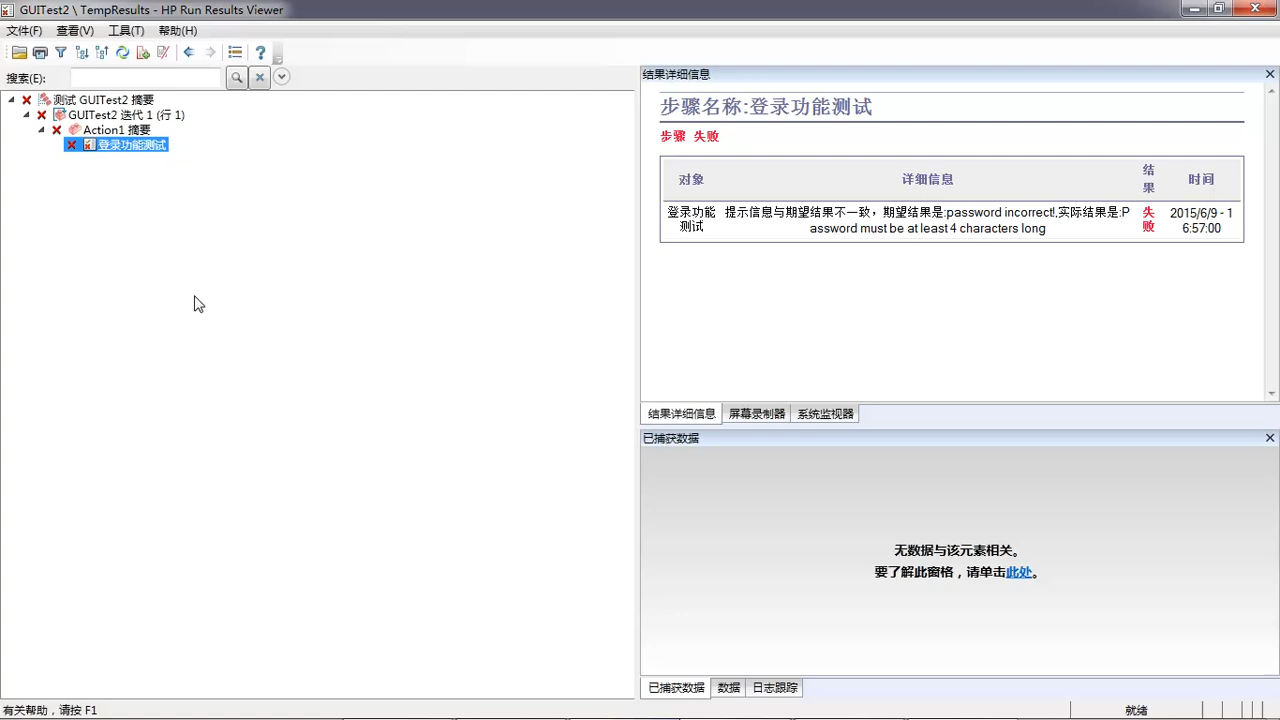 GUITest2 \ TempResults - HP Run Results Viewer
文件(F) 查看(V) 工具(T) 帮助(H)
搜索(E):
测试 GUITest2 摘要
GUITest2 迭代 1 (行 1)
Action1 摘要
登录功能测试
结果详细信息
步骤名称:登录功能测试
步骤 失败
对象 详细信息 结果 时间
登录功能测试 提示信息与期望结果不一致，期望结果是:password incorrect!,实际结果是:P
assword must be at least 4 characters long 失败 2015/6/9 - 1
6:57:00
结果详细信息 屏幕录制器 系统监视器
已捕获数据
无数据与该元素相关。
要了解此窗格，请单击此处。
已捕获数据 数据 日志跟踪
有关帮助，请按 F1 就绪